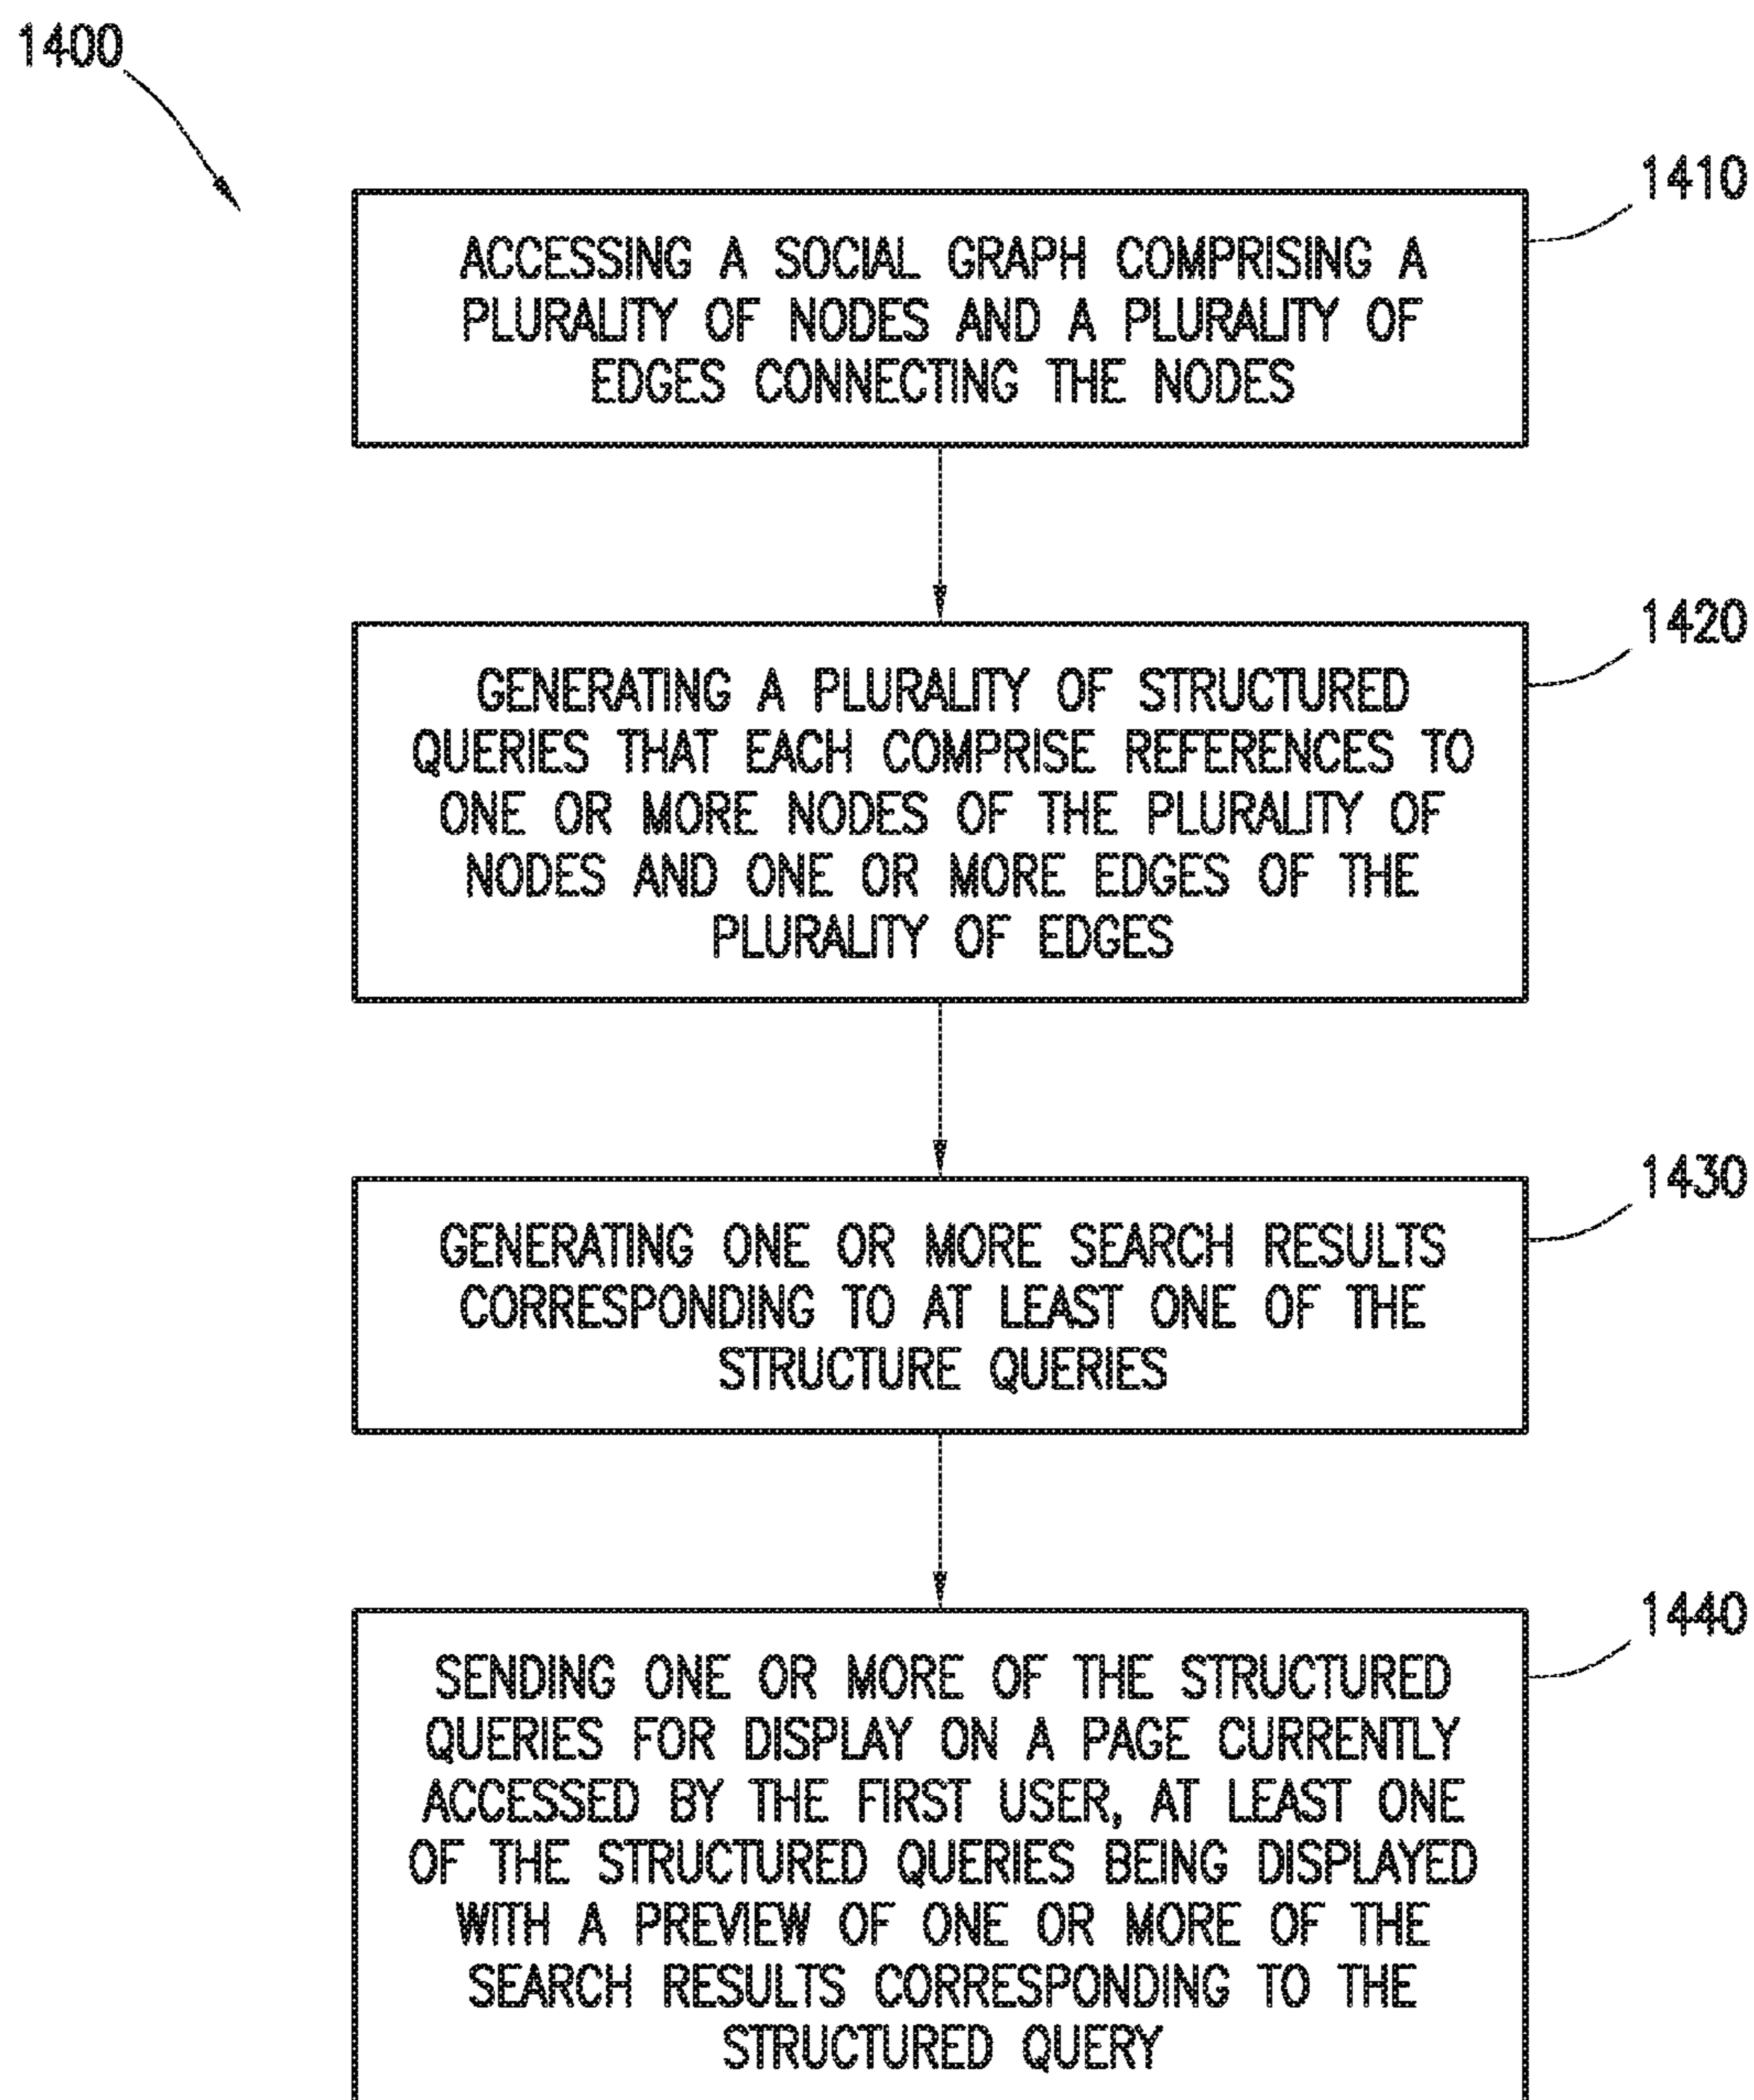 1400
1410
ACCESSING A SOCIAL GRAPH COMPRISING A
PLURALITY OF NODES AND A PLURALITY OF
EDGES CONNECTING THE NODES
1420
GENERATING A PLURALITY OF STRUCTURED
QUERIES THAT EACH COMPRISE REFERENCES TO
ONE OR MORE NODES OF THE PLURALITY OF
NODES AND ONE OR MORE EDGES OF THE
PLURALITY OF EDGES
1430
GENERATING ONE OR MORE SEARCH RESULTS
CORRESPONDING TO AT LEAST ONE OF THE
STRUCTURE QUERIES
1440
SENDING ONE OR MORE OF THE STRUCTURED
QUERIES FOR DISPLAY ON A PAGE CURRENTLY
ACCESSED BY THE FIRST USER, AT LEAST ONE
OF THE STRUCTURED QUERIES BEING DISPLAYED
WITH A PREVIEW OF ONE OR MORE OF THE
SEARCH RESULTS CORRESPONDING TO THE
STRUCTURED QUERY